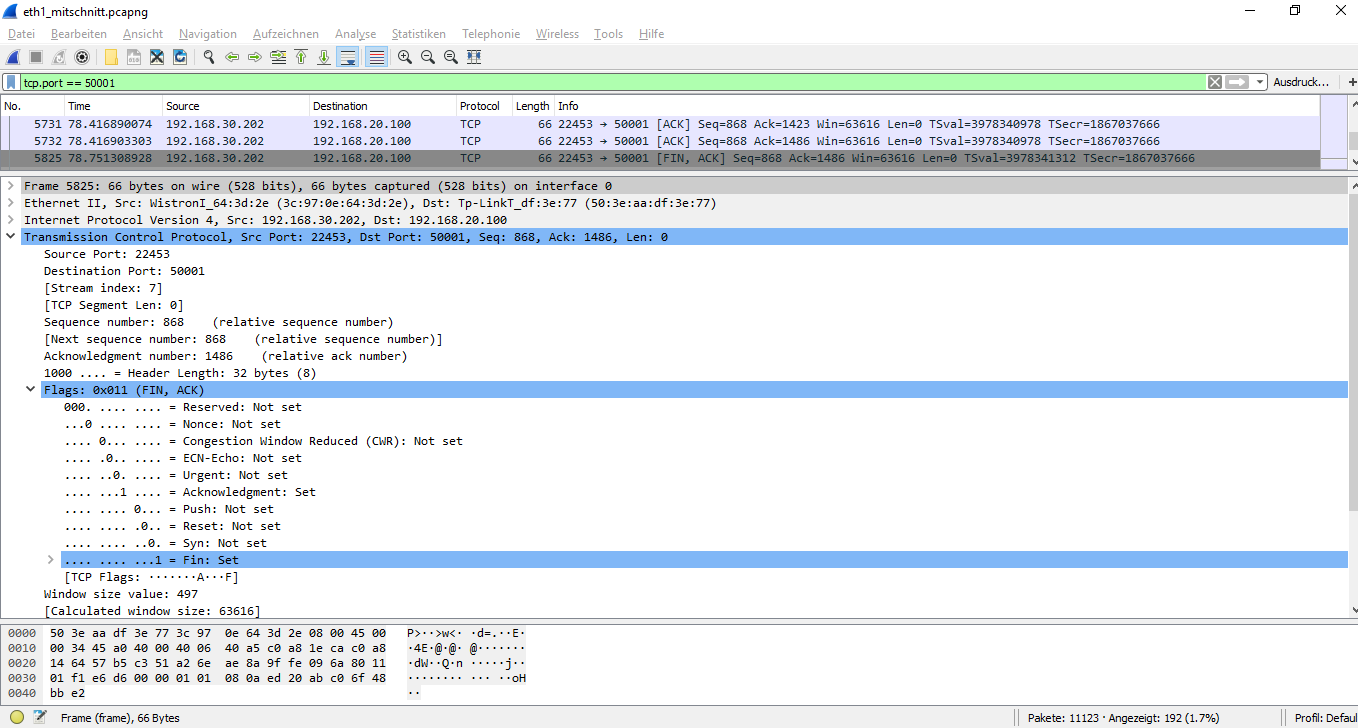 eth1_mitschnitt.pcapng
Datei Bearbeiten Ansicht Navigation Aufzeichnen Analyse Statistiken Telephonie Wireless Tools Hilfe
tcp.port == 50001 Ausdruck… +
No. Time Source Destination Protocol Length Info
5731 78.416890074 192.168.30.202 192.168.20.100 TCP 66 22453 → 50001 [ACK] Seq=868 Ack=1423 Win=63616 Len=0 TSval=3978340978 TSecr=1867037666
5732 78.416903303 192.168.30.202 192.168.20.100 TCP 66 22453 → 50001 [ACK] Seq=868 Ack=1486 Win=63616 Len=0 TSval=3978340978 TSecr=1867037666
5825 78.751308928 192.168.30.202 192.168.20.100 TCP 66 22453 → 50001 [FIN, ACK] Seq=868 Ack=1486 Win=63616 Len=0 TSval=3978341312 TSecr=1867037666
Frame 5825: 66 bytes on wire (528 bits), 66 bytes captured (528 bits) on interface 0
Ethernet II, Src: WistronI_64:3d:2e (3c:97:0e:64:3d:2e), Dst: Tp-LinkT_df:3e:77 (50:3e:aa:df:3e:77)
Internet Protocol Version 4, Src: 192.168.30.202, Dst: 192.168.20.100
Transmission Control Protocol, Src Port: 22453, Dst Port: 50001, Seq: 868, Ack: 1486, Len: 0
Source Port: 22453
Destination Port: 50001
[Stream index: 7]
[TCP Segment Len: 0]
Sequence number: 868    (relative sequence number)
[Next sequence number: 868    (relative sequence number)]
Acknowledgment number: 1486    (relative ack number)
1000 .... = Header Length: 32 bytes (8)
Flags: 0x011 (FIN, ACK)
000. .... .... = Reserved: Not set
...0 .... .... = Nonce: Not set
.... 0... .... = Congestion Window Reduced (CWR): Not set
.... .0.. .... = ECN-Echo: Not set
.... ..0. .... = Urgent: Not set
.... ...1 .... = Acknowledgment: Set
.... .... 0... = Push: Not set
.... .... .0.. = Reset: Not set
.... .... ..0. = Syn: Not set
.... .... ...1 = Fin: Set
[TCP Flags: ·······A···F]
Window size value: 497
[Calculated window size: 63616]
0000 50 3e aa df 3e 77 3c 97 0e 64 3d 2e 08 00 45 00 P>··>w<· ·d=.··E·
0010 00 34 45 a0 40 00 40 06 40 a5 c0 a8 1e ca c0 a8 ·4E·@·@· @·······
0020 14 64 57 b5 c3 51 a2 6e ae 8a 9f fe 09 6a 80 11 ·dW··Q·n ·····j··
0030 01 f1 e6 d6 00 00 01 01 08 0a ed 20 ab c0 6f 48 ········ ··· ··oH
0040 bb e2 ··
Frame (frame), 66 Bytes Pakete: 11123 · Angezeigt: 192 (1.7%) Profil: Defaul